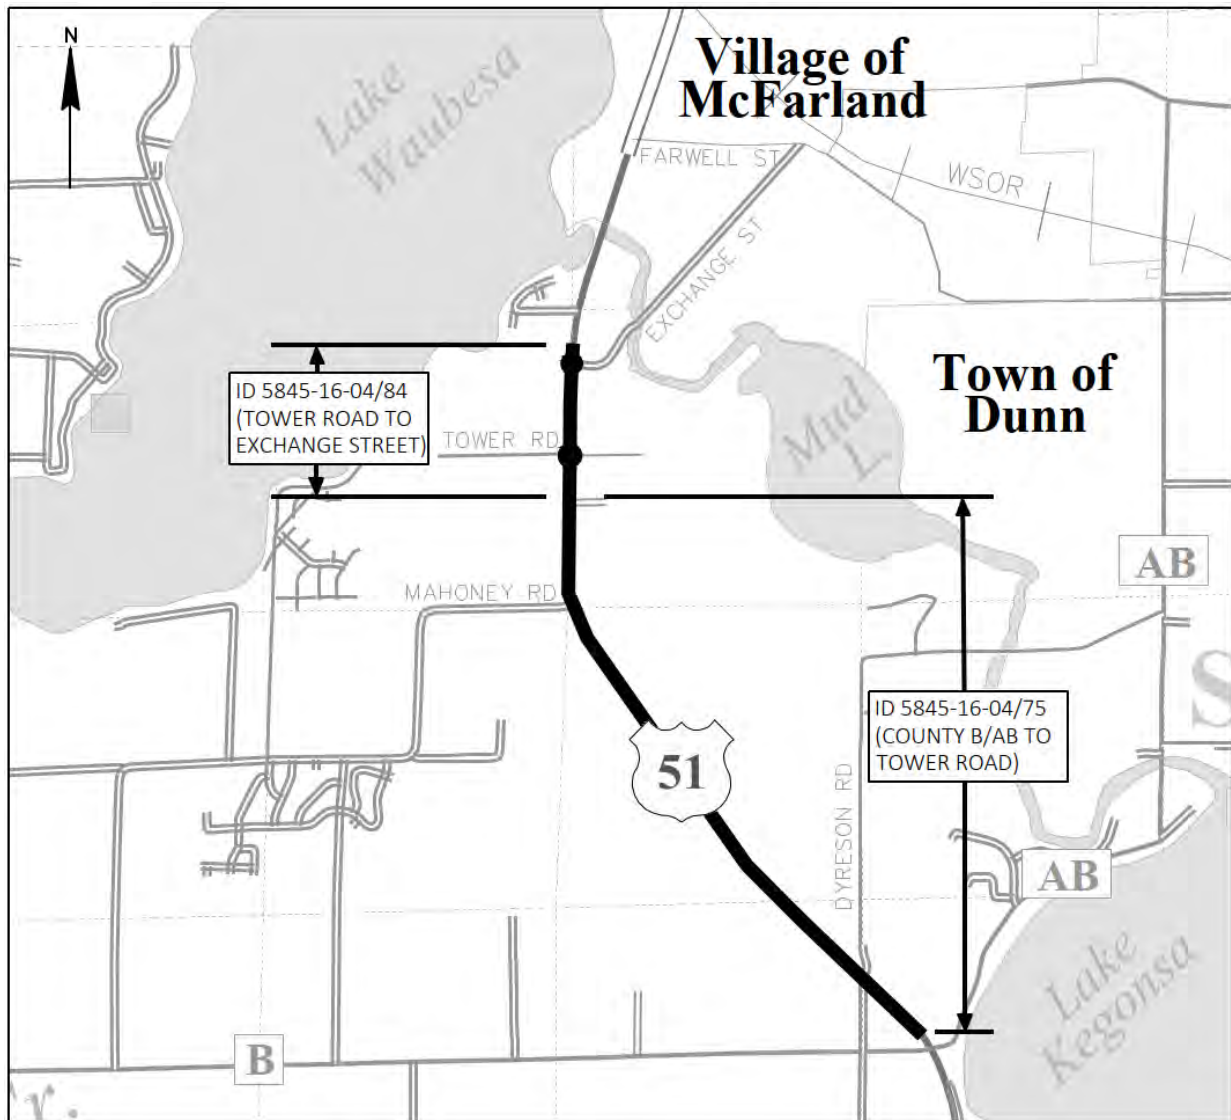 N
Village of
McFarland
Lake
Waubesa
FARWELL ST
WSOR
EXCHANGE ST
ID 5845-16-04/84
(TOWER ROAD TO
EXCHANGE STREET)
TOWER RD
Town of
Dunn
Mud
L.
AB
MAHONEY RD
S
ID 5845-16-04/75
(COUNTY B/AB TO
TOWER ROAD)
51
DYRESON RD
AB
Lake
Kegonsa
B
r.